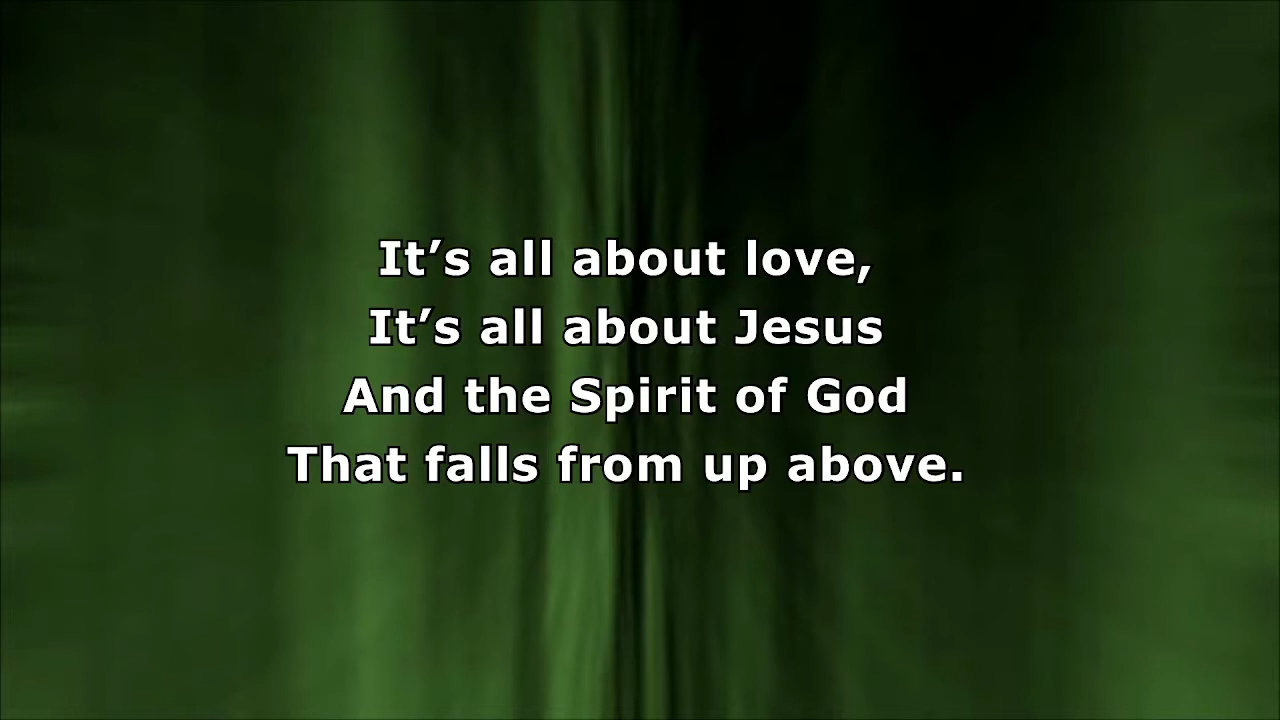 It’s all about love,
It’s all about Jesus
And the Spirit of God
That falls from up above.